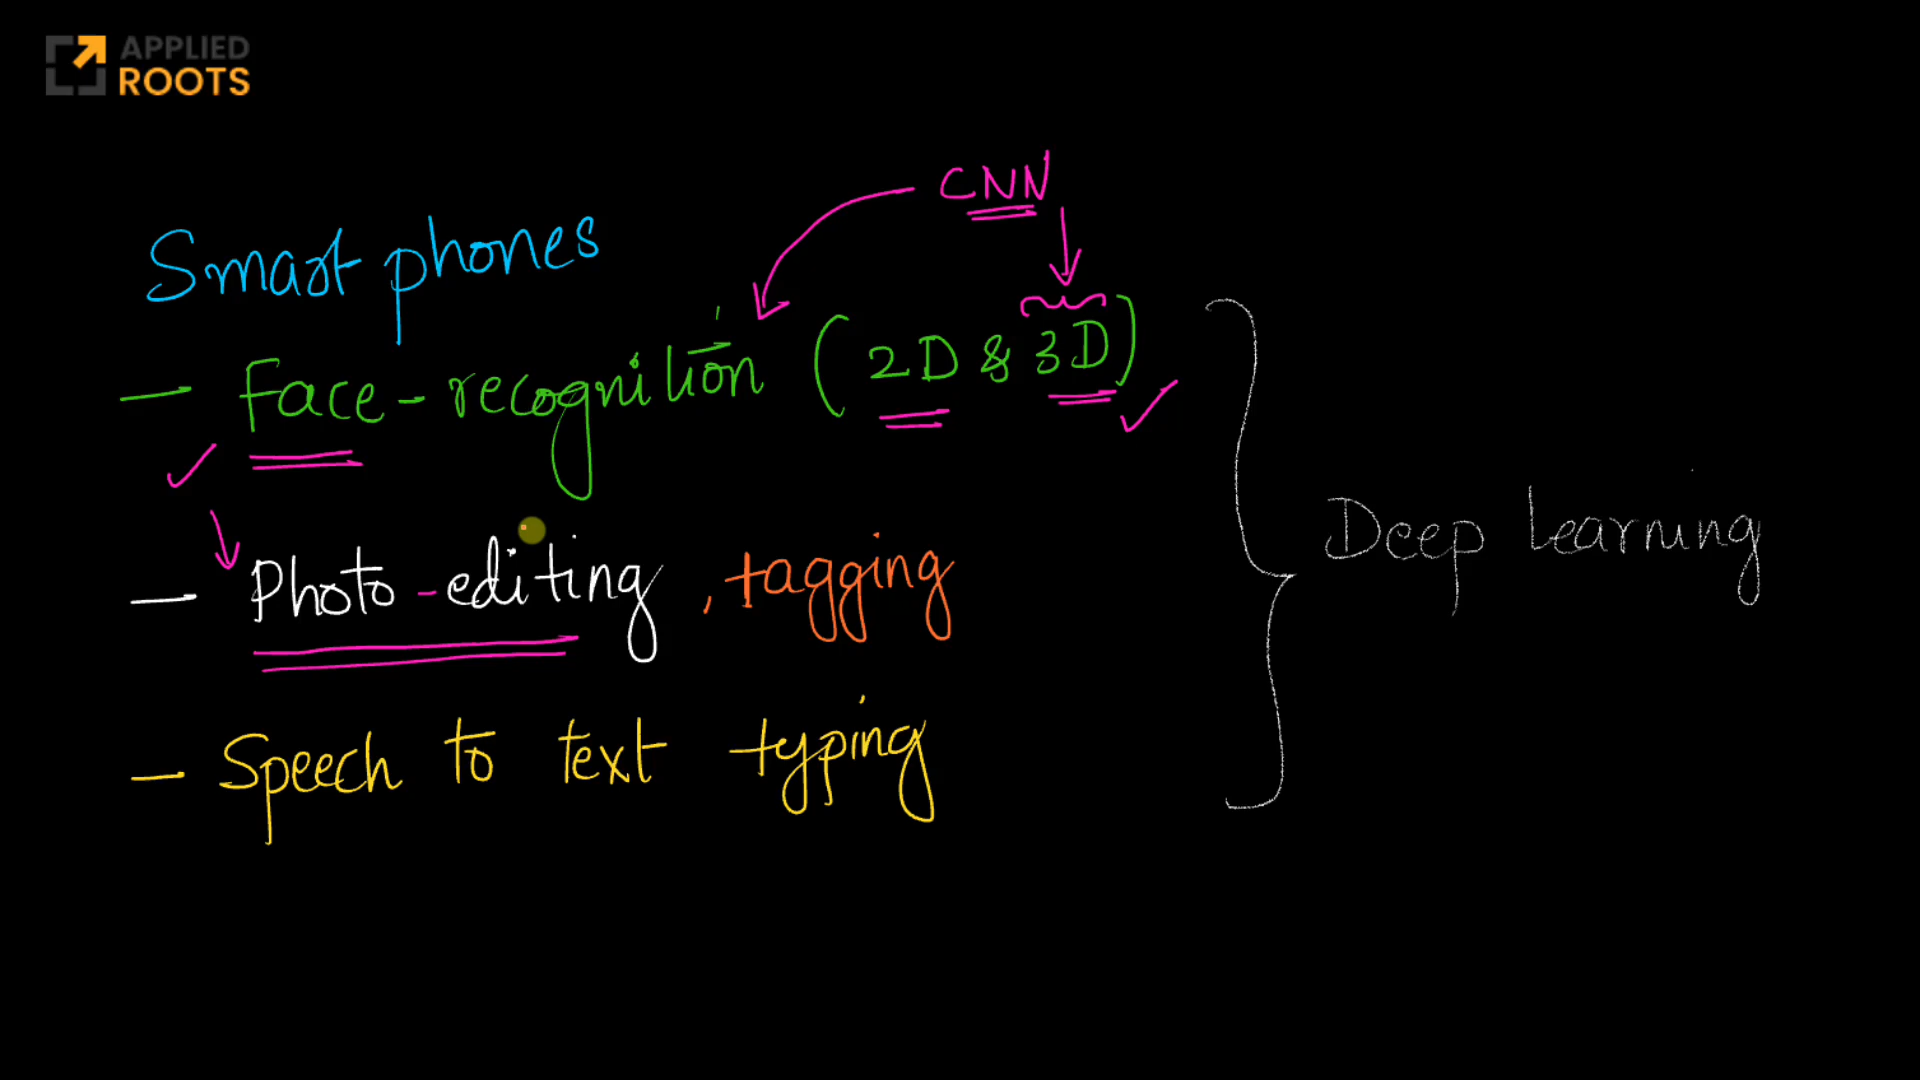 APPLIED
ROOTS
CNN
Smart phones
- Face-recognition (2D & 3D)
- Photo-editing, tagging
- Speech to text typing
Deep Learning